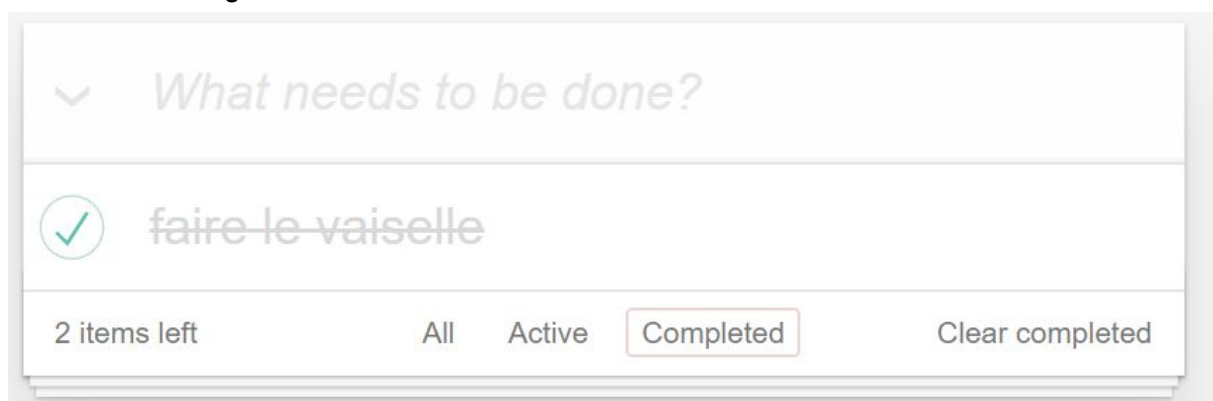 What needs to be done?
faire le vaiselle
2 items left All Active Completed Clear completed